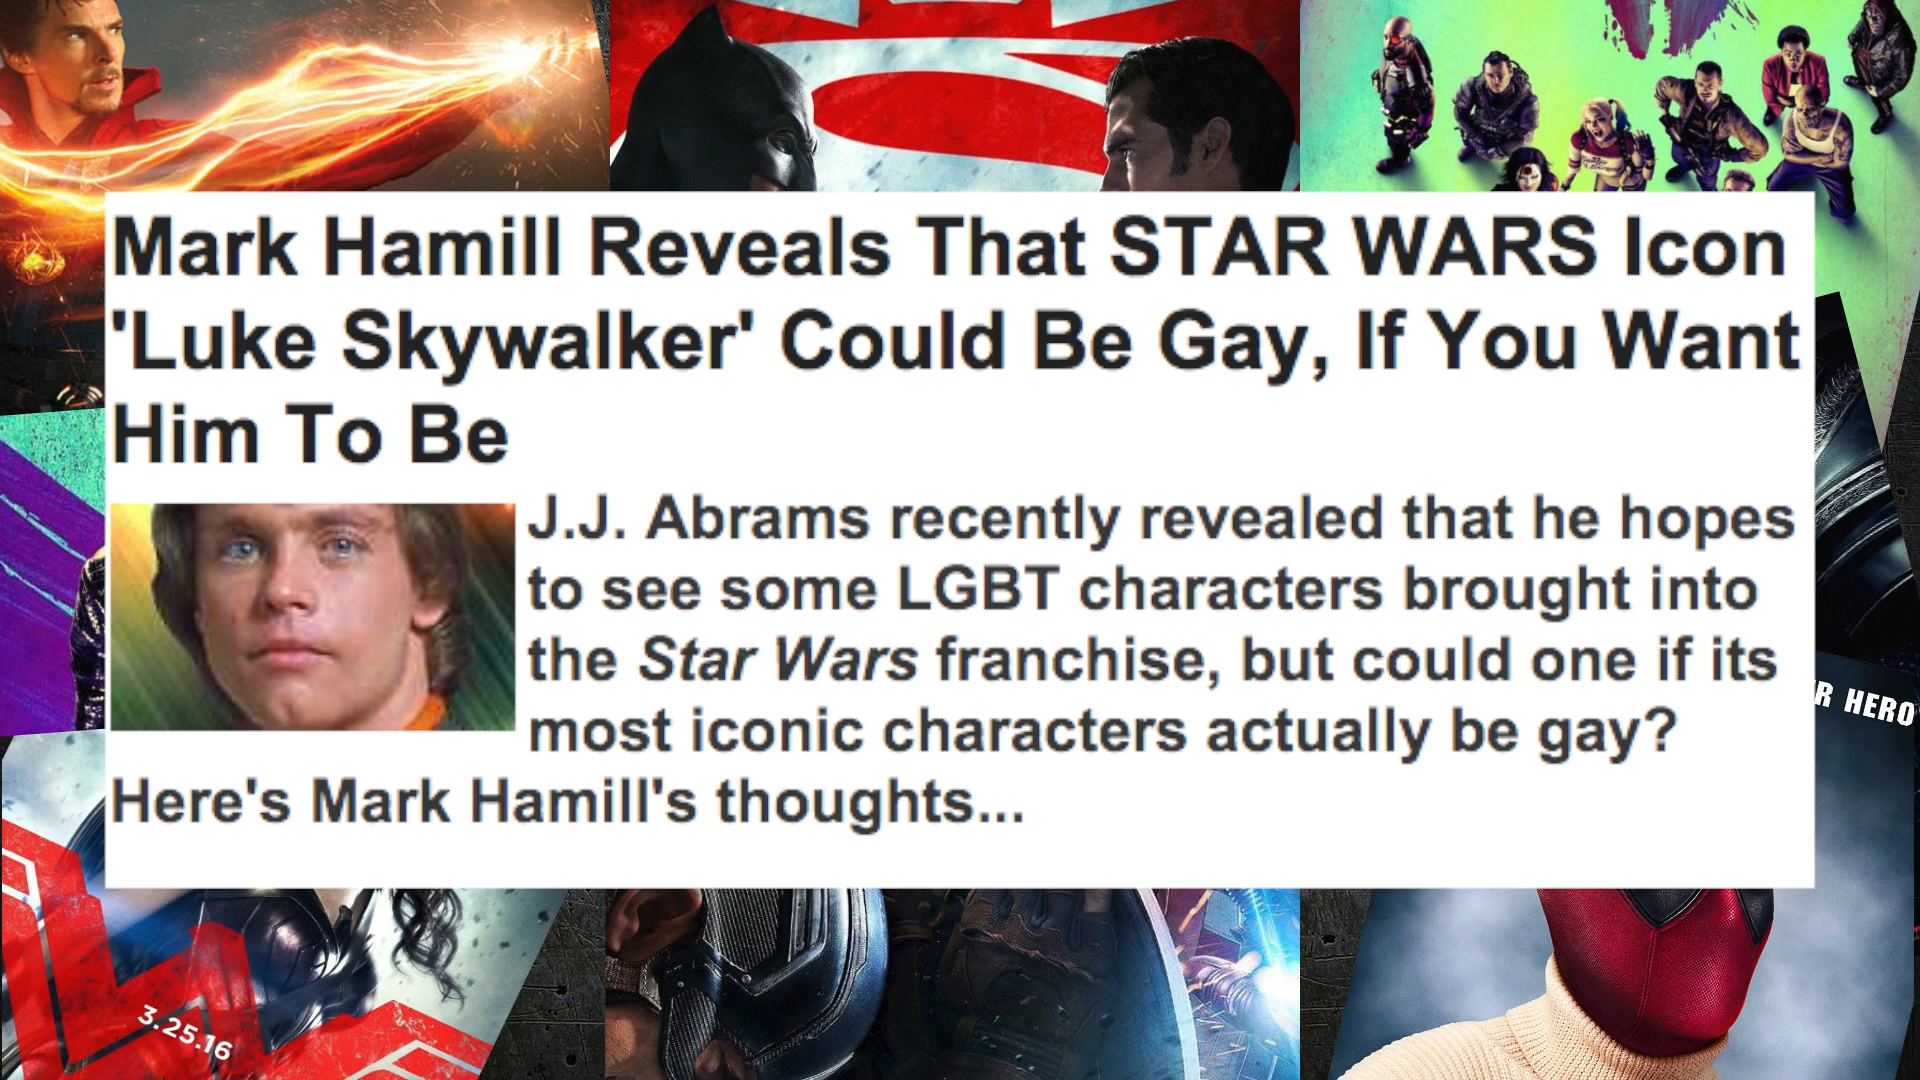 Mark Hamill Reveals That STAR WARS Icon
'Luke Skywalker' Could Be Gay, If You Want
Him To Be
J.J. Abrams recently revealed that he hopes
to see some LGBT characters brought into
the Star Wars franchise, but could one if its
most iconic characters actually be gay?
Here's Mark Hamill's thoughts...
R HERO
3.25.16